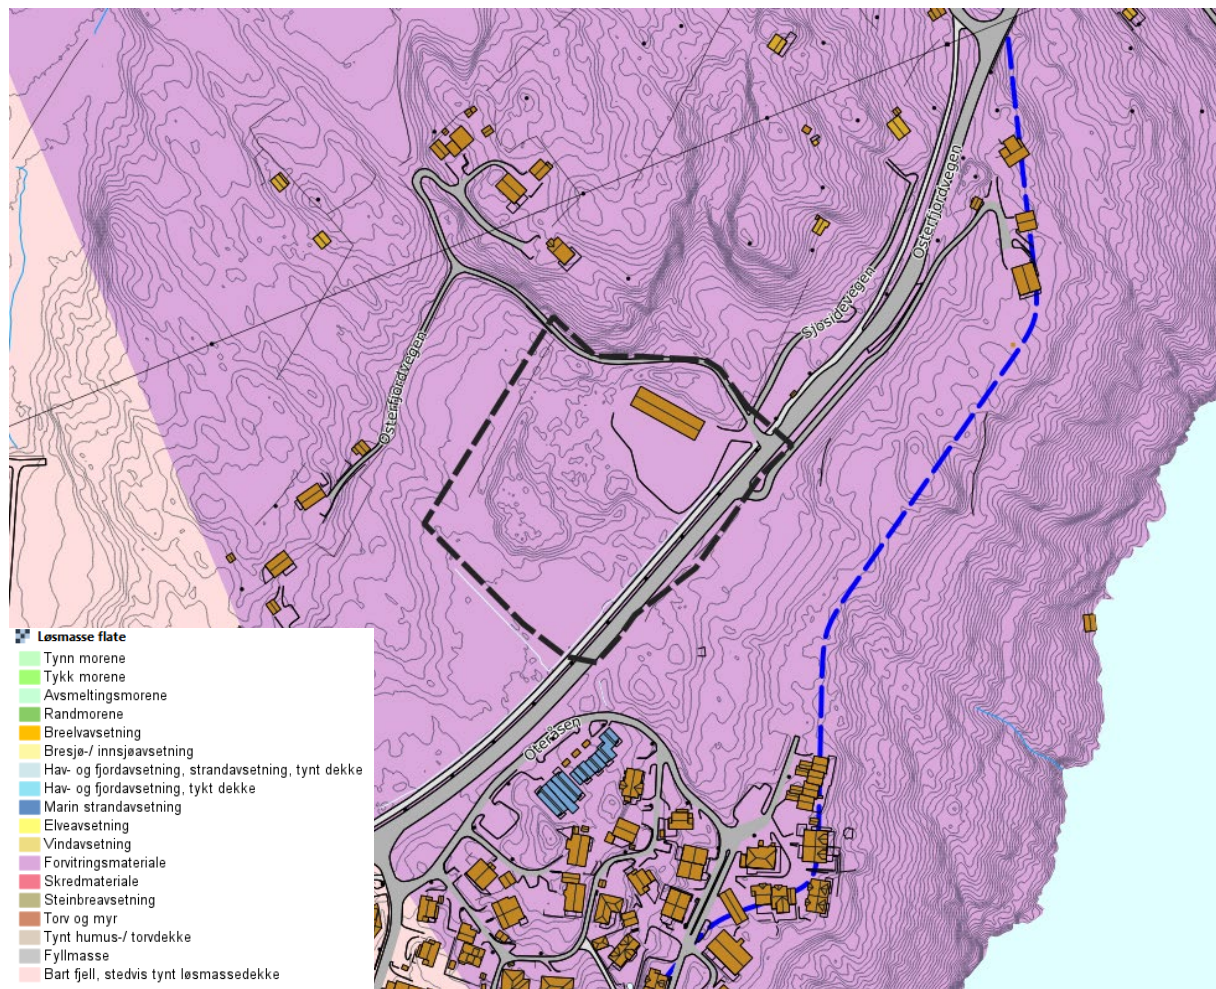 Osterfjordvegen
Sjøsidevegen
Osterfjordvegen
Oteråsen
Løsmasse flate
Tynn morene
Tykk morene
Avsmeltingsmorene
Randmorene
Breelvavsetning
Bresjø-/ innsjøavsetning
Hav- og fjordavsetning, strandavsetning, tynt dekke
Hav- og fjordavsetning, tykt dekke
Marin strandavsetning
Elveavsetning
Vindavsetning
Forvitringsmateriale
Skredmateriale
Steinbreavsetning
Torv og myr
Tynt humus-/ torvdekke
Fyllmasse
Bart fjell, stedvis tynt løsmassedekke